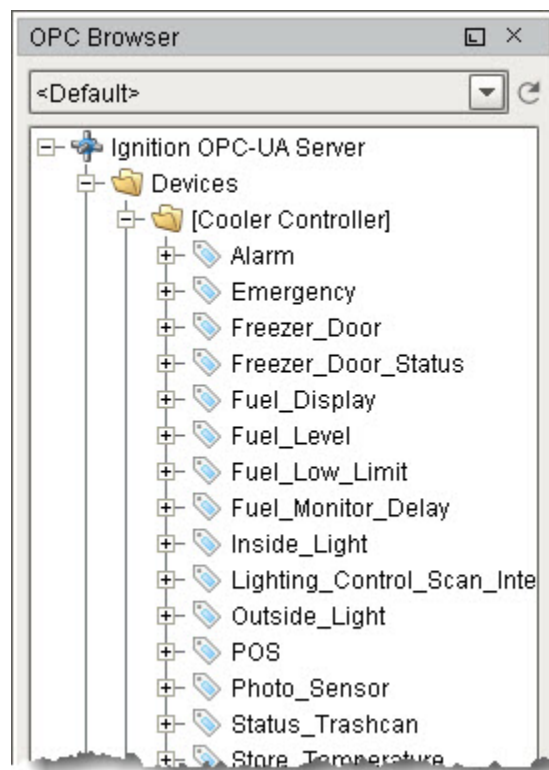 OPC Browser
<Default>
Ignition OPC-UA Server
Devices
[Cooler Controller]
Alarm
Emergency
Freezer_Door
Freezer_Door_Status
Fuel_Display
Fuel_Level
Fuel_Low_Limit
Fuel_Monitor_Delay
Inside_Light
Lighting_Control_Scan_Inte
Outside_Light
POS
Photo_Sensor
Status_Trashcan
Store_Temperature